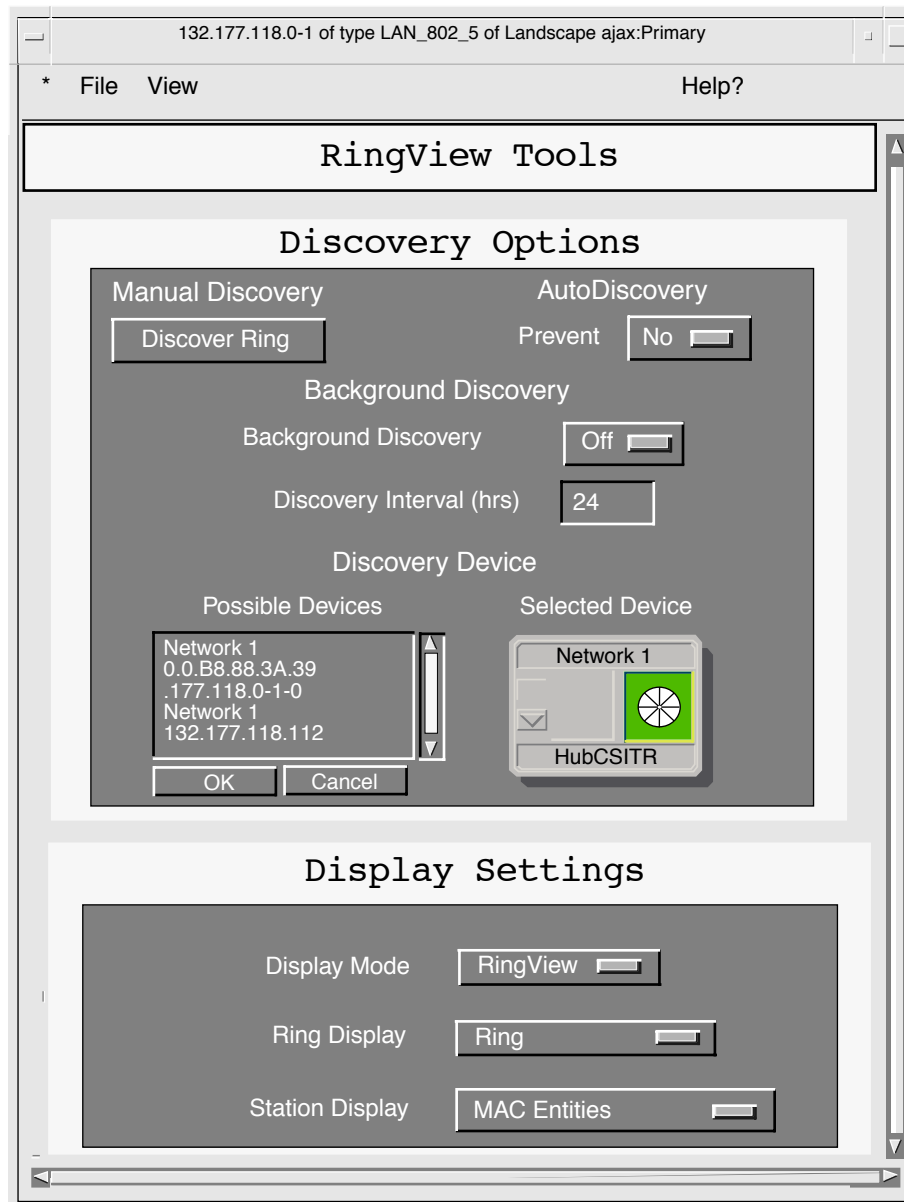 132.177.118.0-1 of type LAN_802_5 of Landscape ajax:Primary
* File View Help?
RingView Tools
Discovery Options
Manual Discovery AutoDiscovery
Discover Ring Prevent No
Background Discovery
Background Discovery Off
Discovery Interval (hrs) 24
Discovery Device
Possible Devices Selected Device
Network 1
0.0.B8.88.3A.39
.177.118.0-1-0
Network 1
132.177.118.112
OK Cancel
Network 1
HubCSITR
Display Settings
Display Mode RingView
Ring Display Ring
Station Display MAC Entities